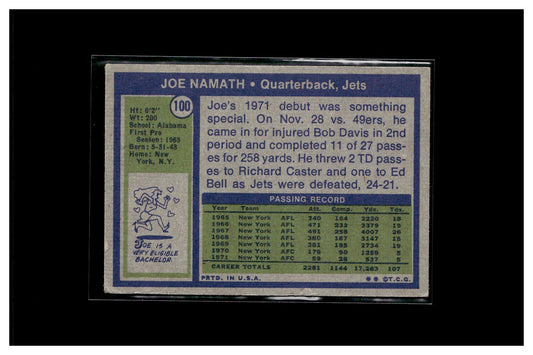 JOE NAMATH • Quarterback, Jets
100
Ht: 6'2"
Wt: 200
School: Alabama
First Pro
Season: 1965
Born: 5-31-43
Home: New
York, N.Y.
JOE IS A
VERY ELIGIBLE
BACHELOR.
Joe's 1971 debut was something
special. On Nov. 28 vs. 49ers, he
came in for injured Bob Davis in 2nd
period and completed 11 of 27 pass-
es for 258 yards. He threw 2 TD pass-
es to Richard Caster and one to Ed
Bell as Jets were defeated, 24-21.
PASSING RECORD
Year Team Att. Comp. Yds. Tds.
1965 New York AFL 340 164 2220 18
1966 New York AFL 471 232 3379 19
1967 New York AFL 491 258 4007 26
1968 New York AFL 380 187 3147 15
1969 New York AFL 361 185 2734 19
1970 New York AFC 179 90 1259 5
1971 New York AFC 59 28 537 5
CAREER TOTALS 2281 1144 17,283 107
PRTD. IN U.S.A.
** © T.C.G.